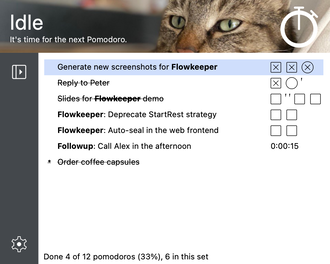 Idle
It's time for the next Pomodoro.
Generate new screenshots for Flowkeeper
Reply to Peter
Slides for Flowkeeper demo
Flowkeeper: Deprecate StartRest strategy
Flowkeeper: Auto-seal in the web frontend
Followup: Call Alex in the afternoon 0:00:15
* Order coffee capsules
Done 4 of 12 pomodoros (33%), 6 in this set